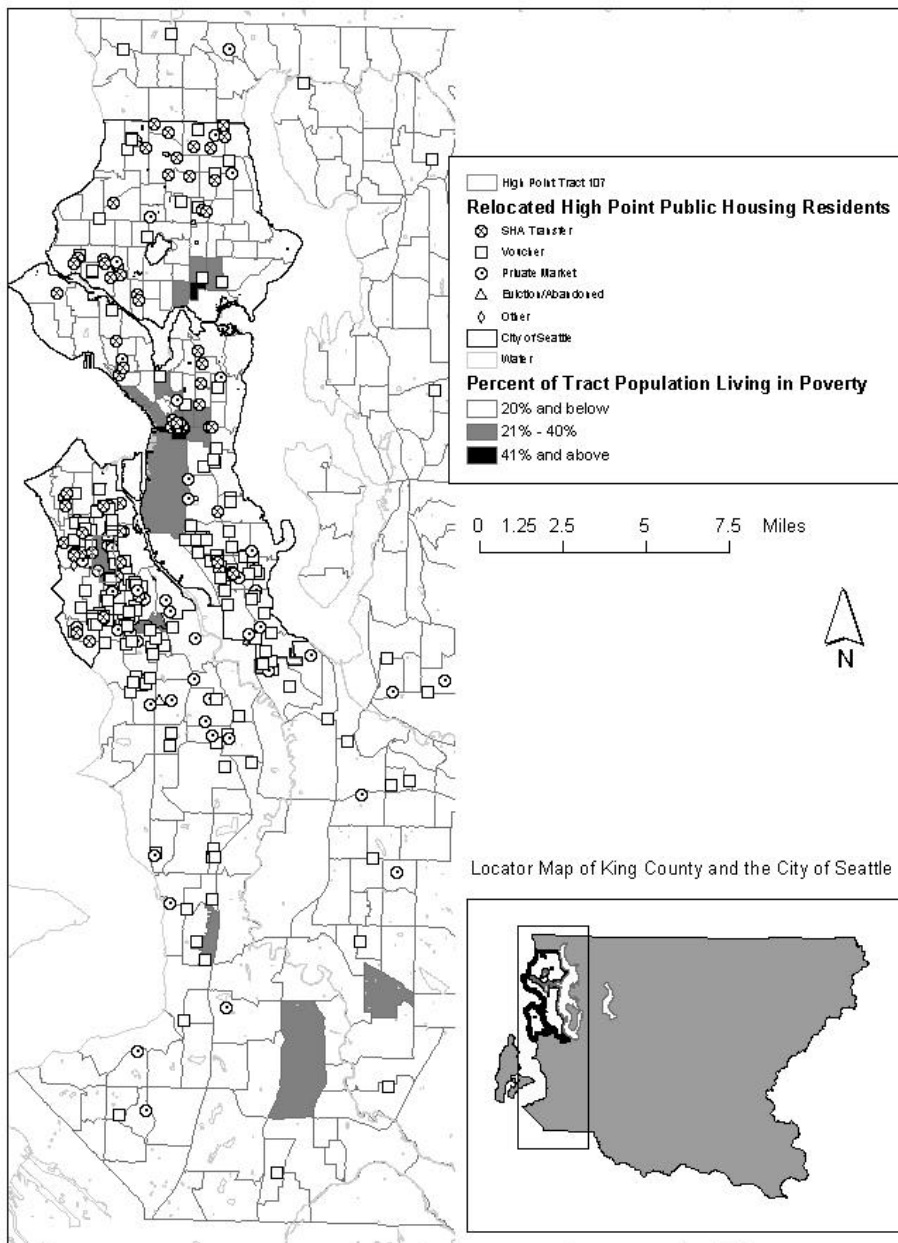 High Point Tract 107
Relocated High Point Public Housing Residents
SHA Transfer
Voucher
Private Market
Eviction/Abandoned
Other
City of Seattle
Water
Percent of Tract Population Living in Poverty
20% and below
21% - 40%
41% and above
0 1.25 2.5 5 7.5 Miles
N
Locator Map of King County and the City of Seattle